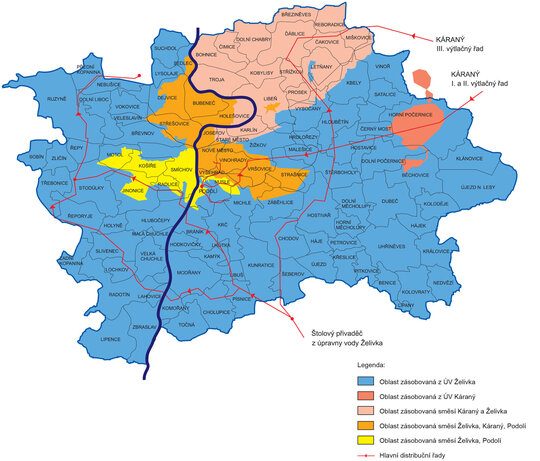 BŘEZINĚVES
ĎÁBLICE
REBORADICE
DOLNÍ CHABRY
ČAKOVICE
MIŠKOVICE
KÁRANÝ
III. výtlačný řad
SUCHDOL
BOHNICE
ČIMICE
SEDLEC
LYSOLAJE
TROJA
KOBYLISY
STŘÍŽKOV
LETŇANY
VINOŘ
KÁRANÝ
I. a II. výtlačný řad
PŘEDNÍ
KOPANINA
NEBUŠICE
PROSEK
KBELY
SATALICE
RUZYNĚ
DOLNÍ LIBOC
VOKOVICE
DEJVICE
BUBENEČ
LIBEŇ
VYSOČANY
HOLEŠOVICE
VELESLAVÍN
STŘEŠOVICE
HLOUBĚTÍN
HORNÍ POČERNICE
KARLÍN
BŘEVNOV
JOSEFOV
STARÉ MĚSTO
ČERNÝ MOST
HRDLOŘEZY
ŽIŽKOV
MALEŠICE
HOSTAVICE
NOVÉ MĚSTO
ŘEPY
MOTOL
SOBÍN
ZLIČÍN
KOŠÍŘE
SMÍCHOV
VINOHRADY
VRŠOVICE
STRAŠNICE
DOLNÍ POČERNICE
KLÁNOVICE
VYŠEHRAD
ŠTĚRBOHOLY
BĚCHOVICE
TŘEBONICE
STODŮLKY
JINONICE
RADLICE
NUSLE
PODOLÍ
ÚJEZD N. LESY
MICHLE
ZÁBĚHLICE
DOLNÍ
MĚCHOLUPY
DUBEČ
KOLODĚJE
ŘEPORYJE
HLUBOČEPY
HOSTIVAŘ
HOLYNĚ
MALÁ CHUCHLE
BRANÍK
KRČ
HORNÍ
MĚCHOLUPY
HÁJEK
HODKOVIČKY
LHOTKA
CHODOV
HÁJE
PETROVICE
UHŘÍNĚVES
KRÁLOVICE
SLIVENEC
VELKÁ
CHUCHLE
KAMÝK
ZADNÍ
KOPANINA
LOCHKOV
MODŘANY
LIBUŠ
KUNRATICE
ŠEBEROV
ÚJEZD
KŘESLICE
PITKOVICE
BENICE
NEDVĚZÍ
KOLOVRATY
LIPANY
RADOTÍN
LAHOVICE
PÍSNICE
KOMOŘANY
CHOLUPICE
TOČNÁ
ZBRASLAV
LIPENCE
Štolový přivaděč
z úpravny vody Želivka
Legenda:
Oblast zásobovaná z ÚV Želivka
Oblast zásobovaná z ÚV Káraný
Oblast zásobovaná směsí Káraný a Želivka
Oblast zásobovaná směsí Želivka, Káraný, Podolí
Oblast zásobovaná směsí Želivka, Podolí
Hlavní distribuční řady